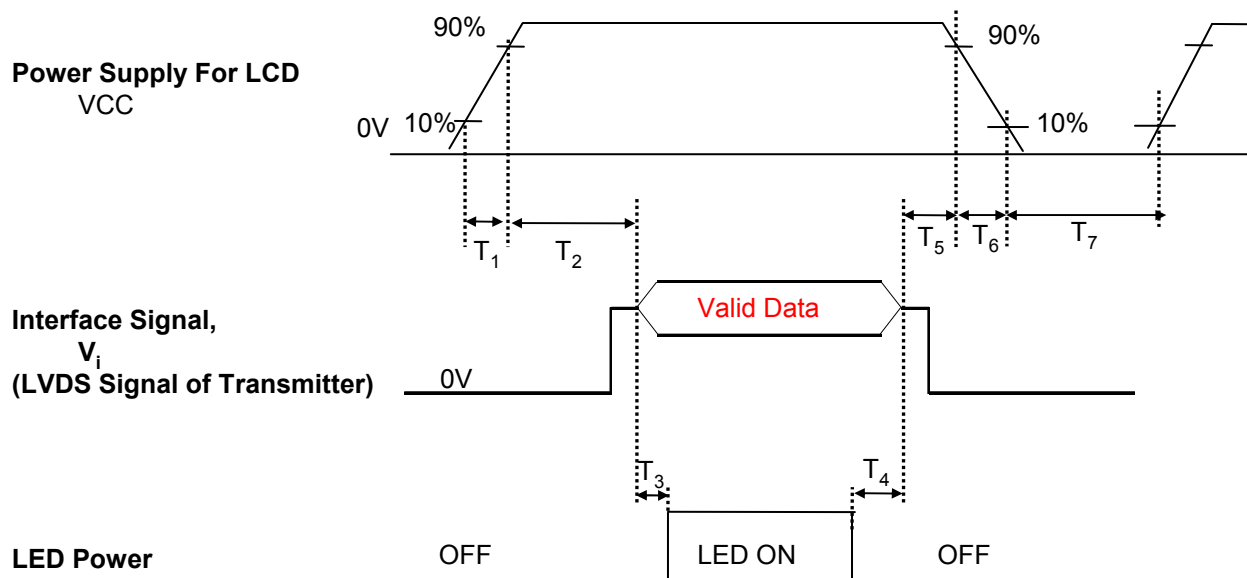 90%
90%
Power Supply For LCD
VCC
0V
10%
10%
T1
T2
T5
T6
T7
Valid Data
Interface Signal,
Vi
(LVDS Signal of Transmitter)
0V
T3
T4
LED Power
OFF
LED ON
OFF